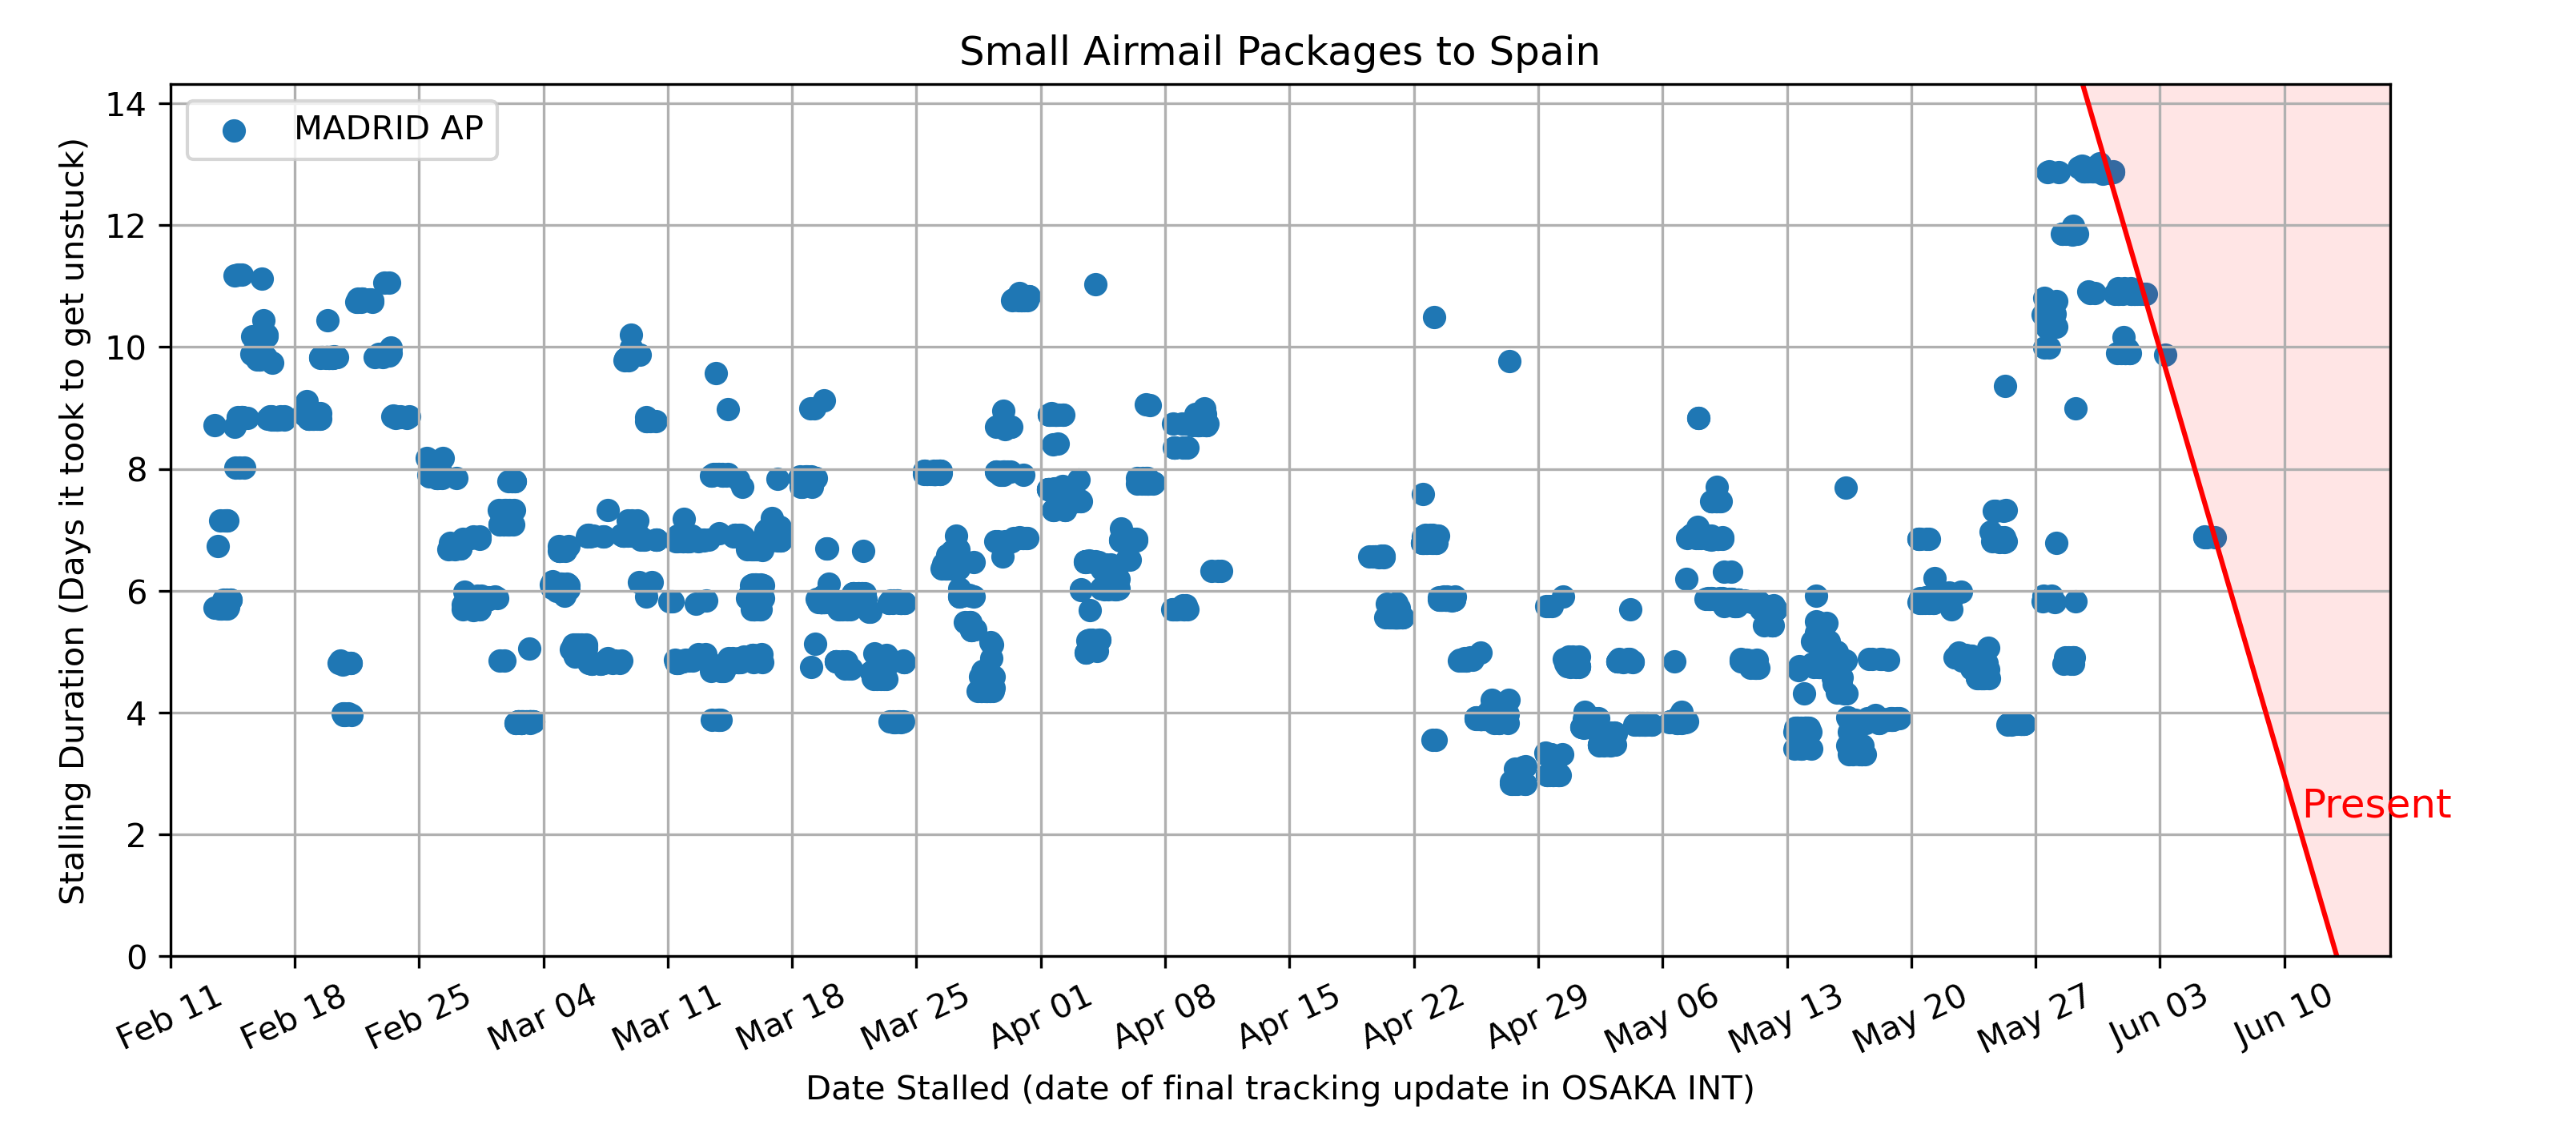 Small Airmail Packages to Spain
MADRID AP
Stalling Duration (Days it took to get unstuck)
14
12
10
8
6
4
2
0
Present
Feb 11
Feb 18
Feb 25
Mar 04
Mar 11
Mar 18
Mar 25
Apr 01
Apr 08
Apr 15
Apr 22
Apr 29
May 06
May 13
May 20
May 27
Jun 03
Jun 10
Date Stalled (date of final tracking update in OSAKA INT)